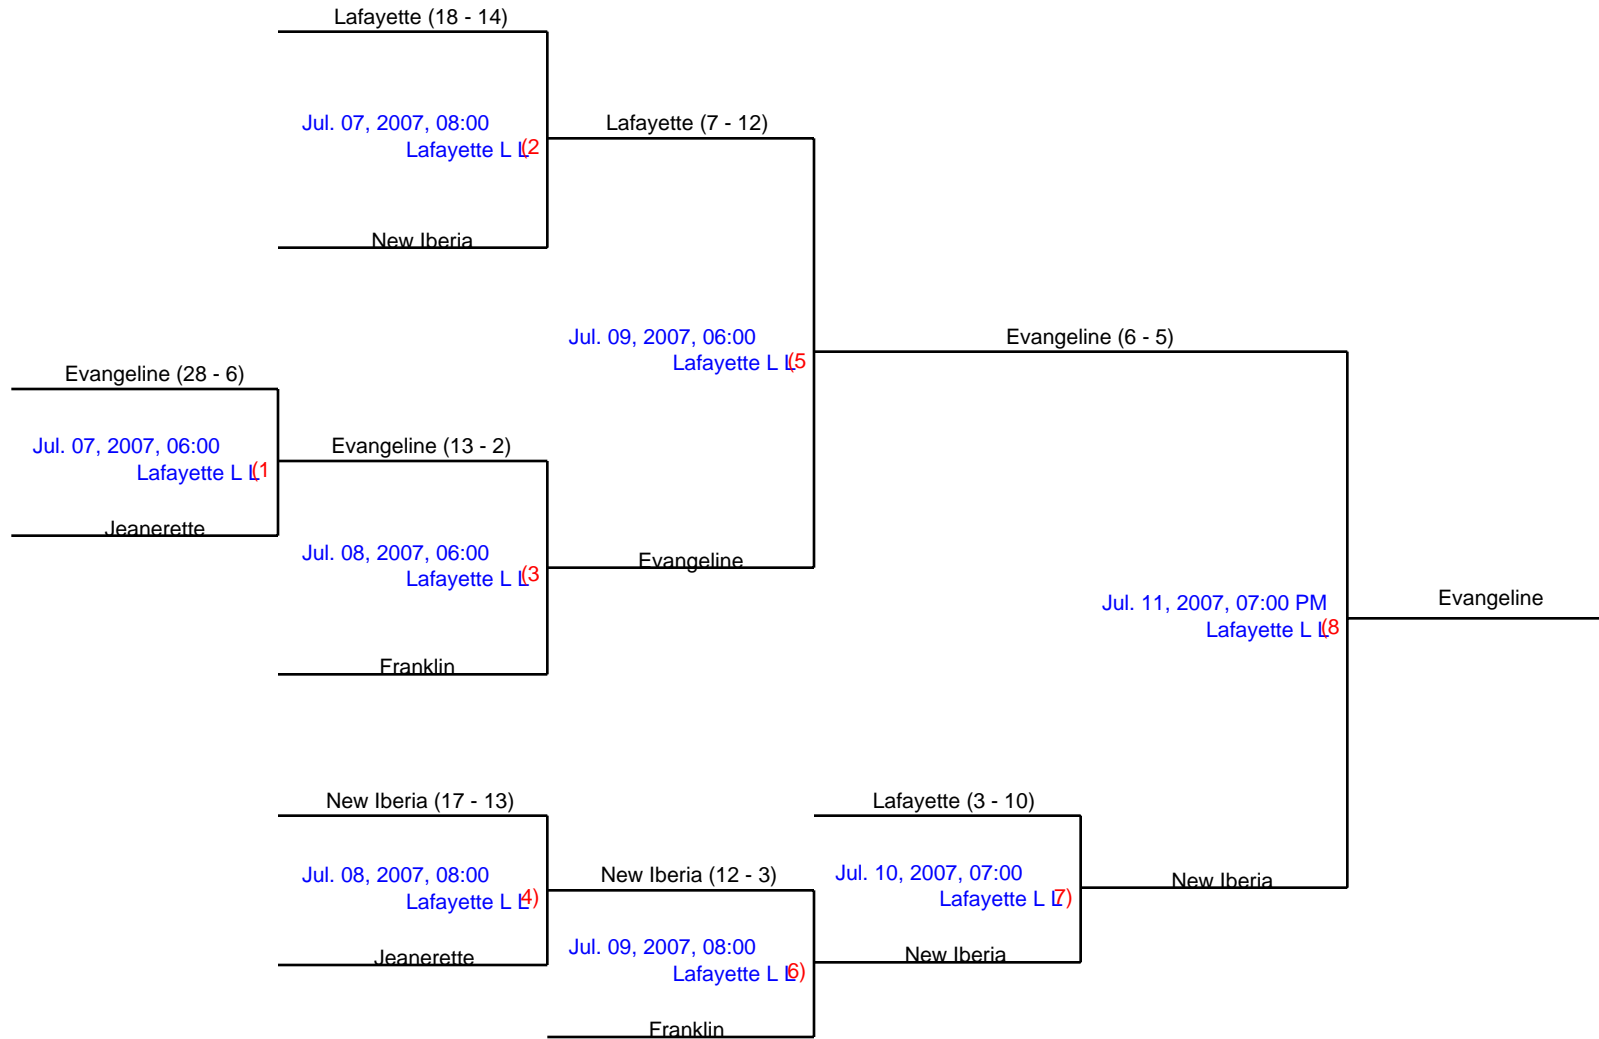 Lafayette (18 - 14)
Jul. 07, 2007, 08:00
Lafayette L L (2
Lafayette (7 - 12)
New Iberia
Jul. 09, 2007, 06:00
Lafayette L L (5
Evangeline (6 - 5)
Evangeline (28 - 6)
Jul. 07, 2007, 06:00
Lafayette L L (1
Evangeline (13 - 2)
Jeanerette
Jul. 08, 2007, 06:00
Lafayette L L (3
Evangeline
Franklin
Jul. 11, 2007, 07:00 PM
Lafayette L L (8
Evangeline
New Iberia (17 - 13)
Jul. 08, 2007, 08:00
Lafayette L L 4)
New Iberia (12 - 3)
Jeanerette
Jul. 09, 2007, 08:00
Lafayette L L 6)
Franklin
Lafayette (3 - 10)
Jul. 10, 2007, 07:00
Lafayette L L 7)
New Iberia
New Iberia